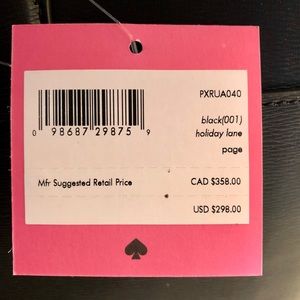 PXRUA040
0 98687 29875 9
black(001)
holiday lane
page
Mfr Suggested Retail Price CAD $358.00
USD $298.00